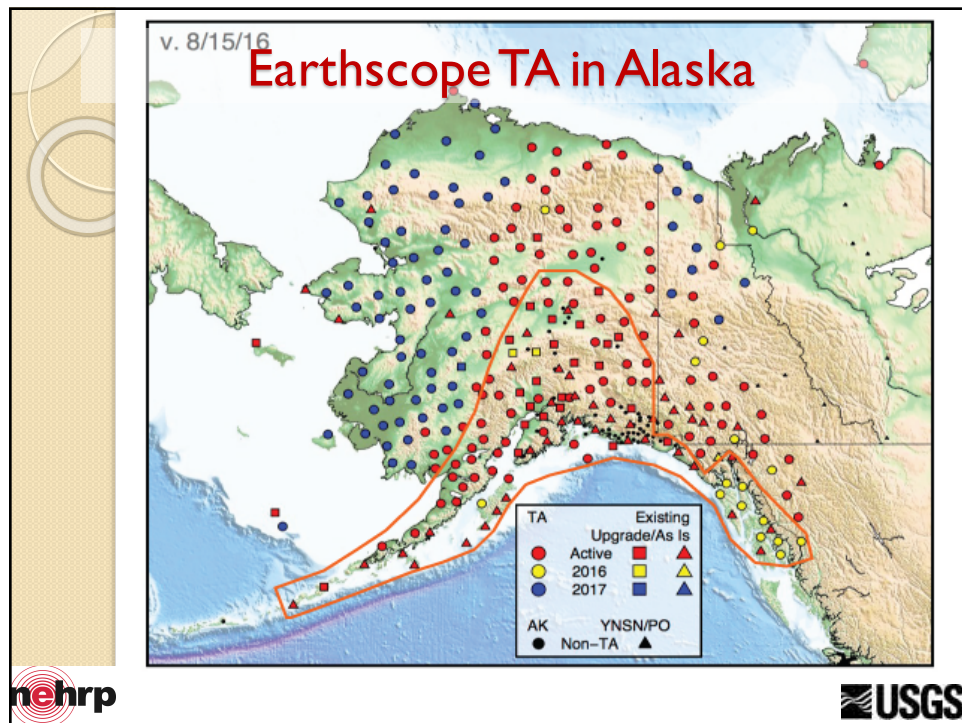 v. 8/15/16
Earthscope TA in Alaska
TA Existing
Upgrade/As Is
Active
2016
2017
AK YNSN/PO
Non-TA
nehrp
USGS